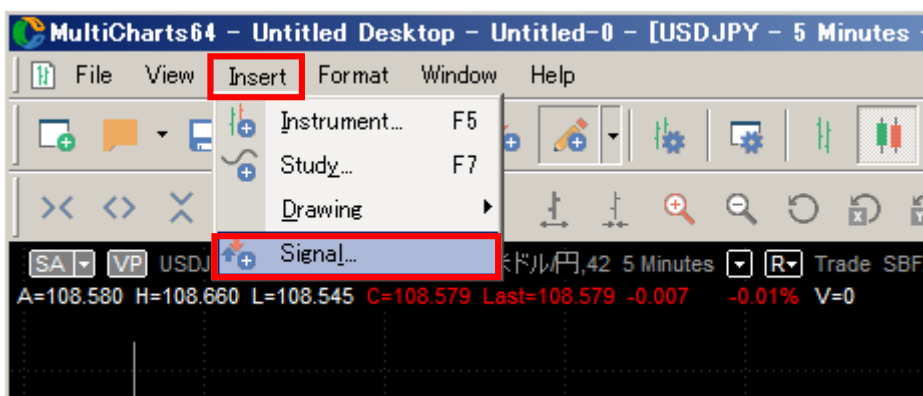 MultiCharts64 - Untitled Desktop - Untitled-0 - [USDJPY - 5 Minutes -
File View Insert Format Window Help
Instrument... F5
Study... F7
Drawing
Signal...
SA VP USDJ 米ドル/円,42 5 Minutes R Trade SBF
A=108.580 H=108.660 L=108.545 C=108.579 Last=108.579 -0.007 -0.01% V=0